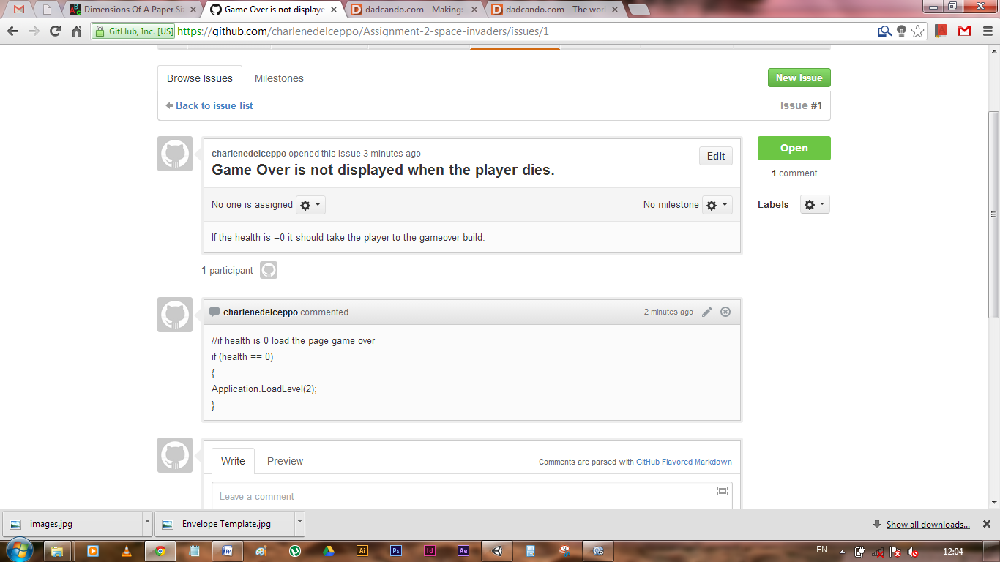 Dimensions Of A Paper Siz
Game Over is not displaye
dadcando.com - Making:
dadcando.com - The worl
GitHub, Inc. [US] https://github.com/charlenedelceppo/Assignment-2-space-invaders/issues/1
Browse Issues Milestones New Issue
Back to issue list Issue #1
charlenedelceppo opened this issue 3 minutes ago
Edit
Open
Game Over is not displayed when the player dies.
1 comment
No one is assigned No milestone
Labels
If the health is =0 it should take the player to the gameover build.
1 participant
charlenedelceppo commented 2 minutes ago
//if health is 0 load the page game over
if (health == 0)
{
Application.LoadLevel(2);
}
Write Preview Comments are parsed with GitHub Flavored Markdown
Leave a comment
images.jpg Envelope Template.jpg Show all downloads...
Ai Ps Id Ae EN 12:04